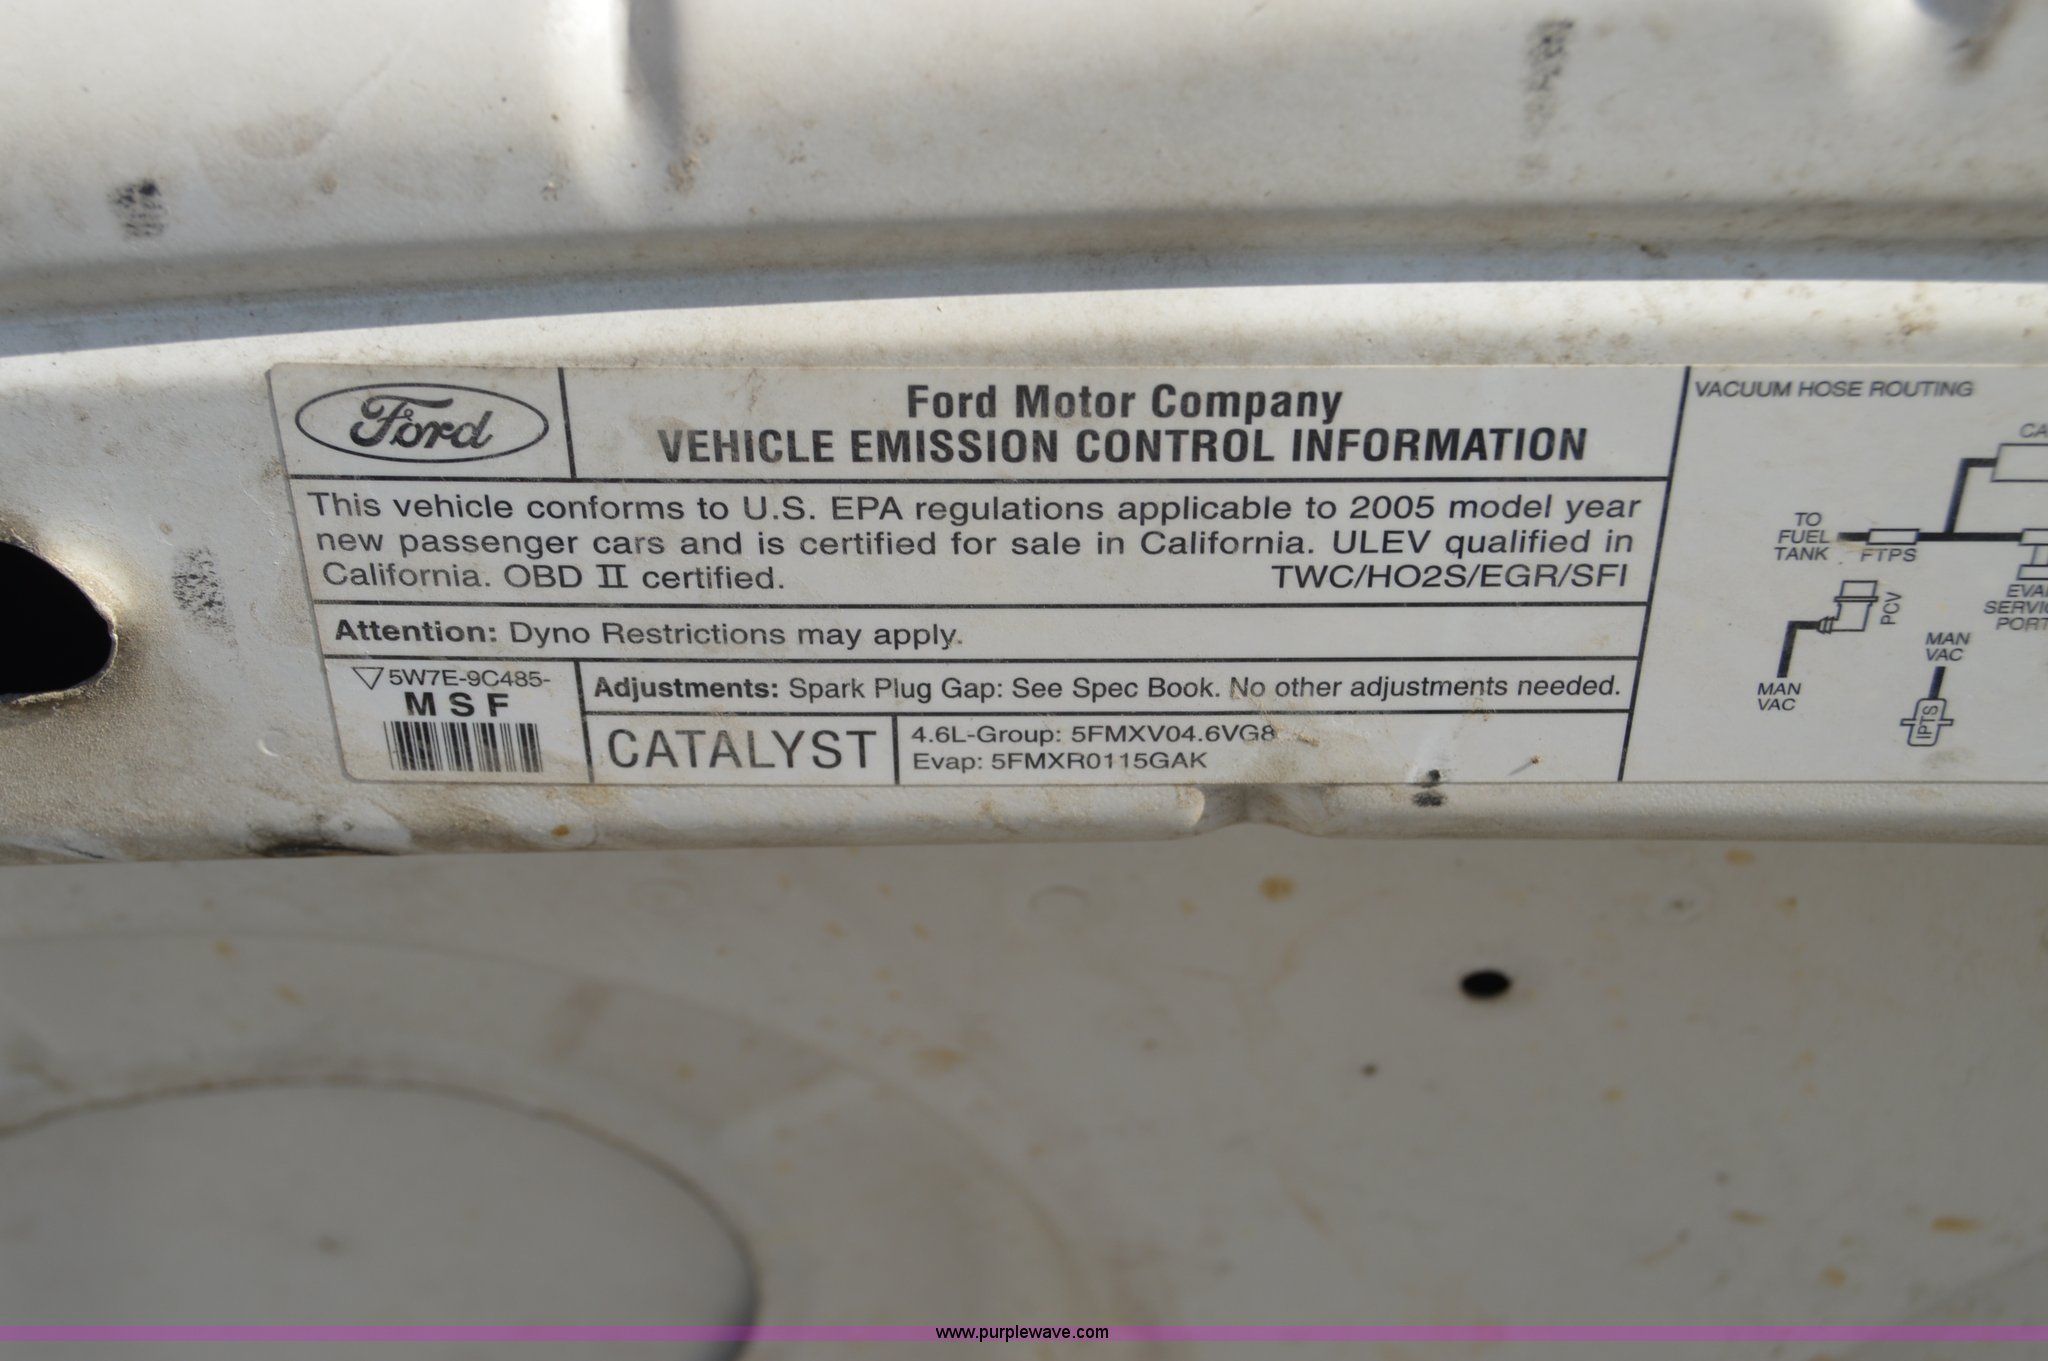 Ford
Ford Motor Company
VEHICLE EMISSION CONTROL INFORMATION
This vehicle conforms to U.S. EPA regulations applicable to 2005 model year
new passenger cars and is certified for sale in California. ULEV qualified in
California. OBD II certified. TWC/HO2S/EGR/SFI
Attention: Dyno Restrictions may apply.
5W7E-9C485-
MSF
Adjustments: Spark Plug Gap: See Spec Book. No other adjustments needed.
CATALYST
4.6L-Group: 5FMXV04.6VG8
Evap: 5FMXR0115GAK
VACUUM HOSE ROUTING
CA
TO
FUEL
TANK
FTPS
EVA
SERVIC
PORT
PCV
MAN
VAC
MAN
VAC
IPTS
www.purplewave.com